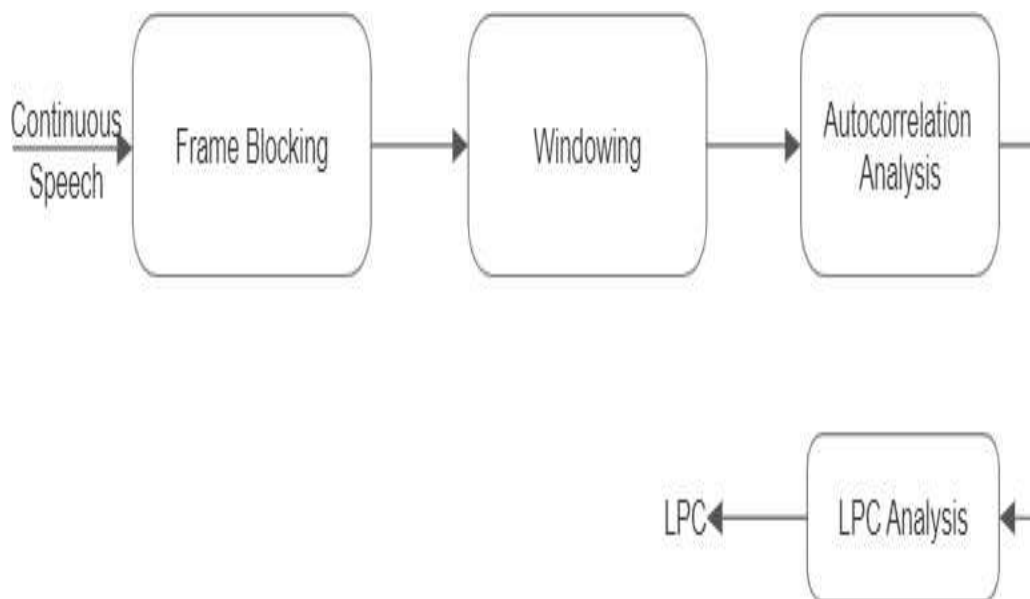 Continuous
Speech
Frame Blocking
Windowing
Autocorrelation
Analysis
LPC Analysis
LPC